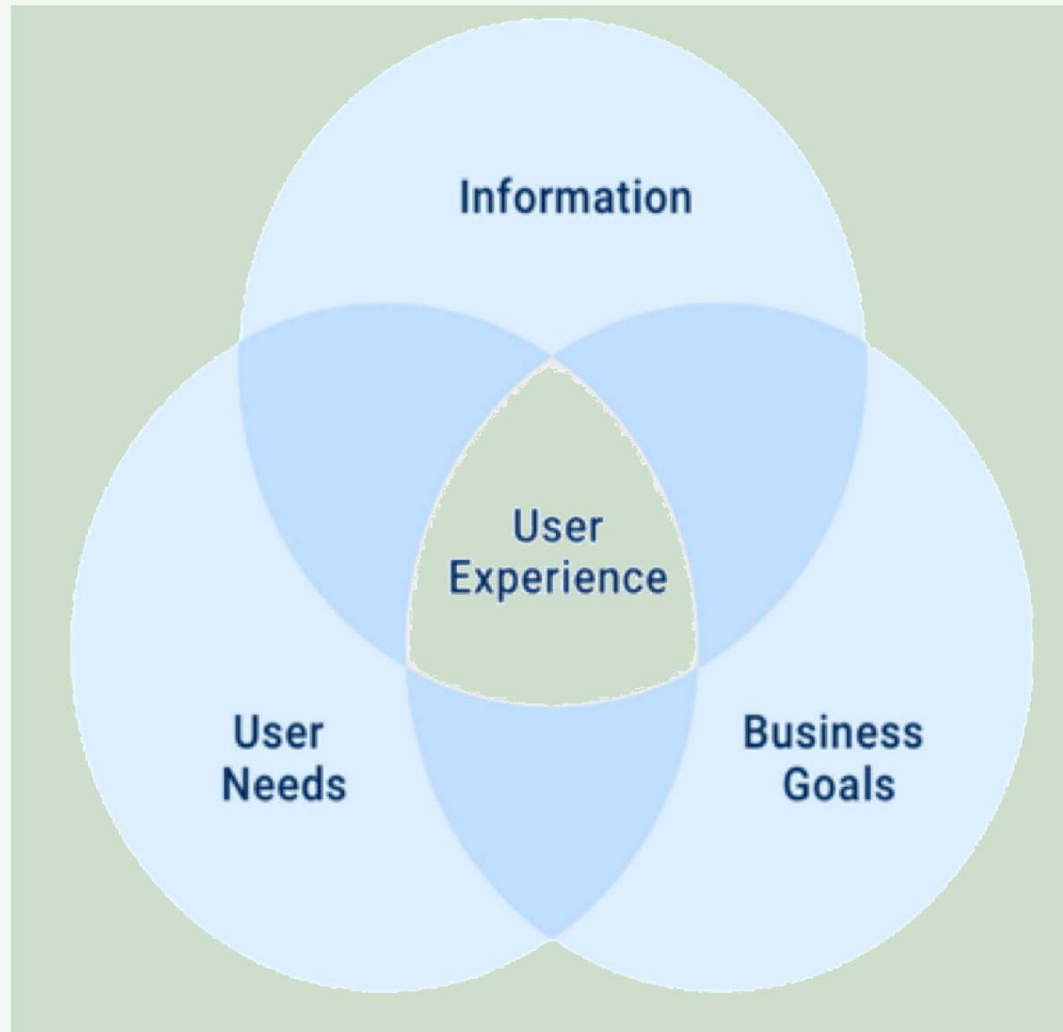 Information
User
Experience
User
Needs
Business
Goals